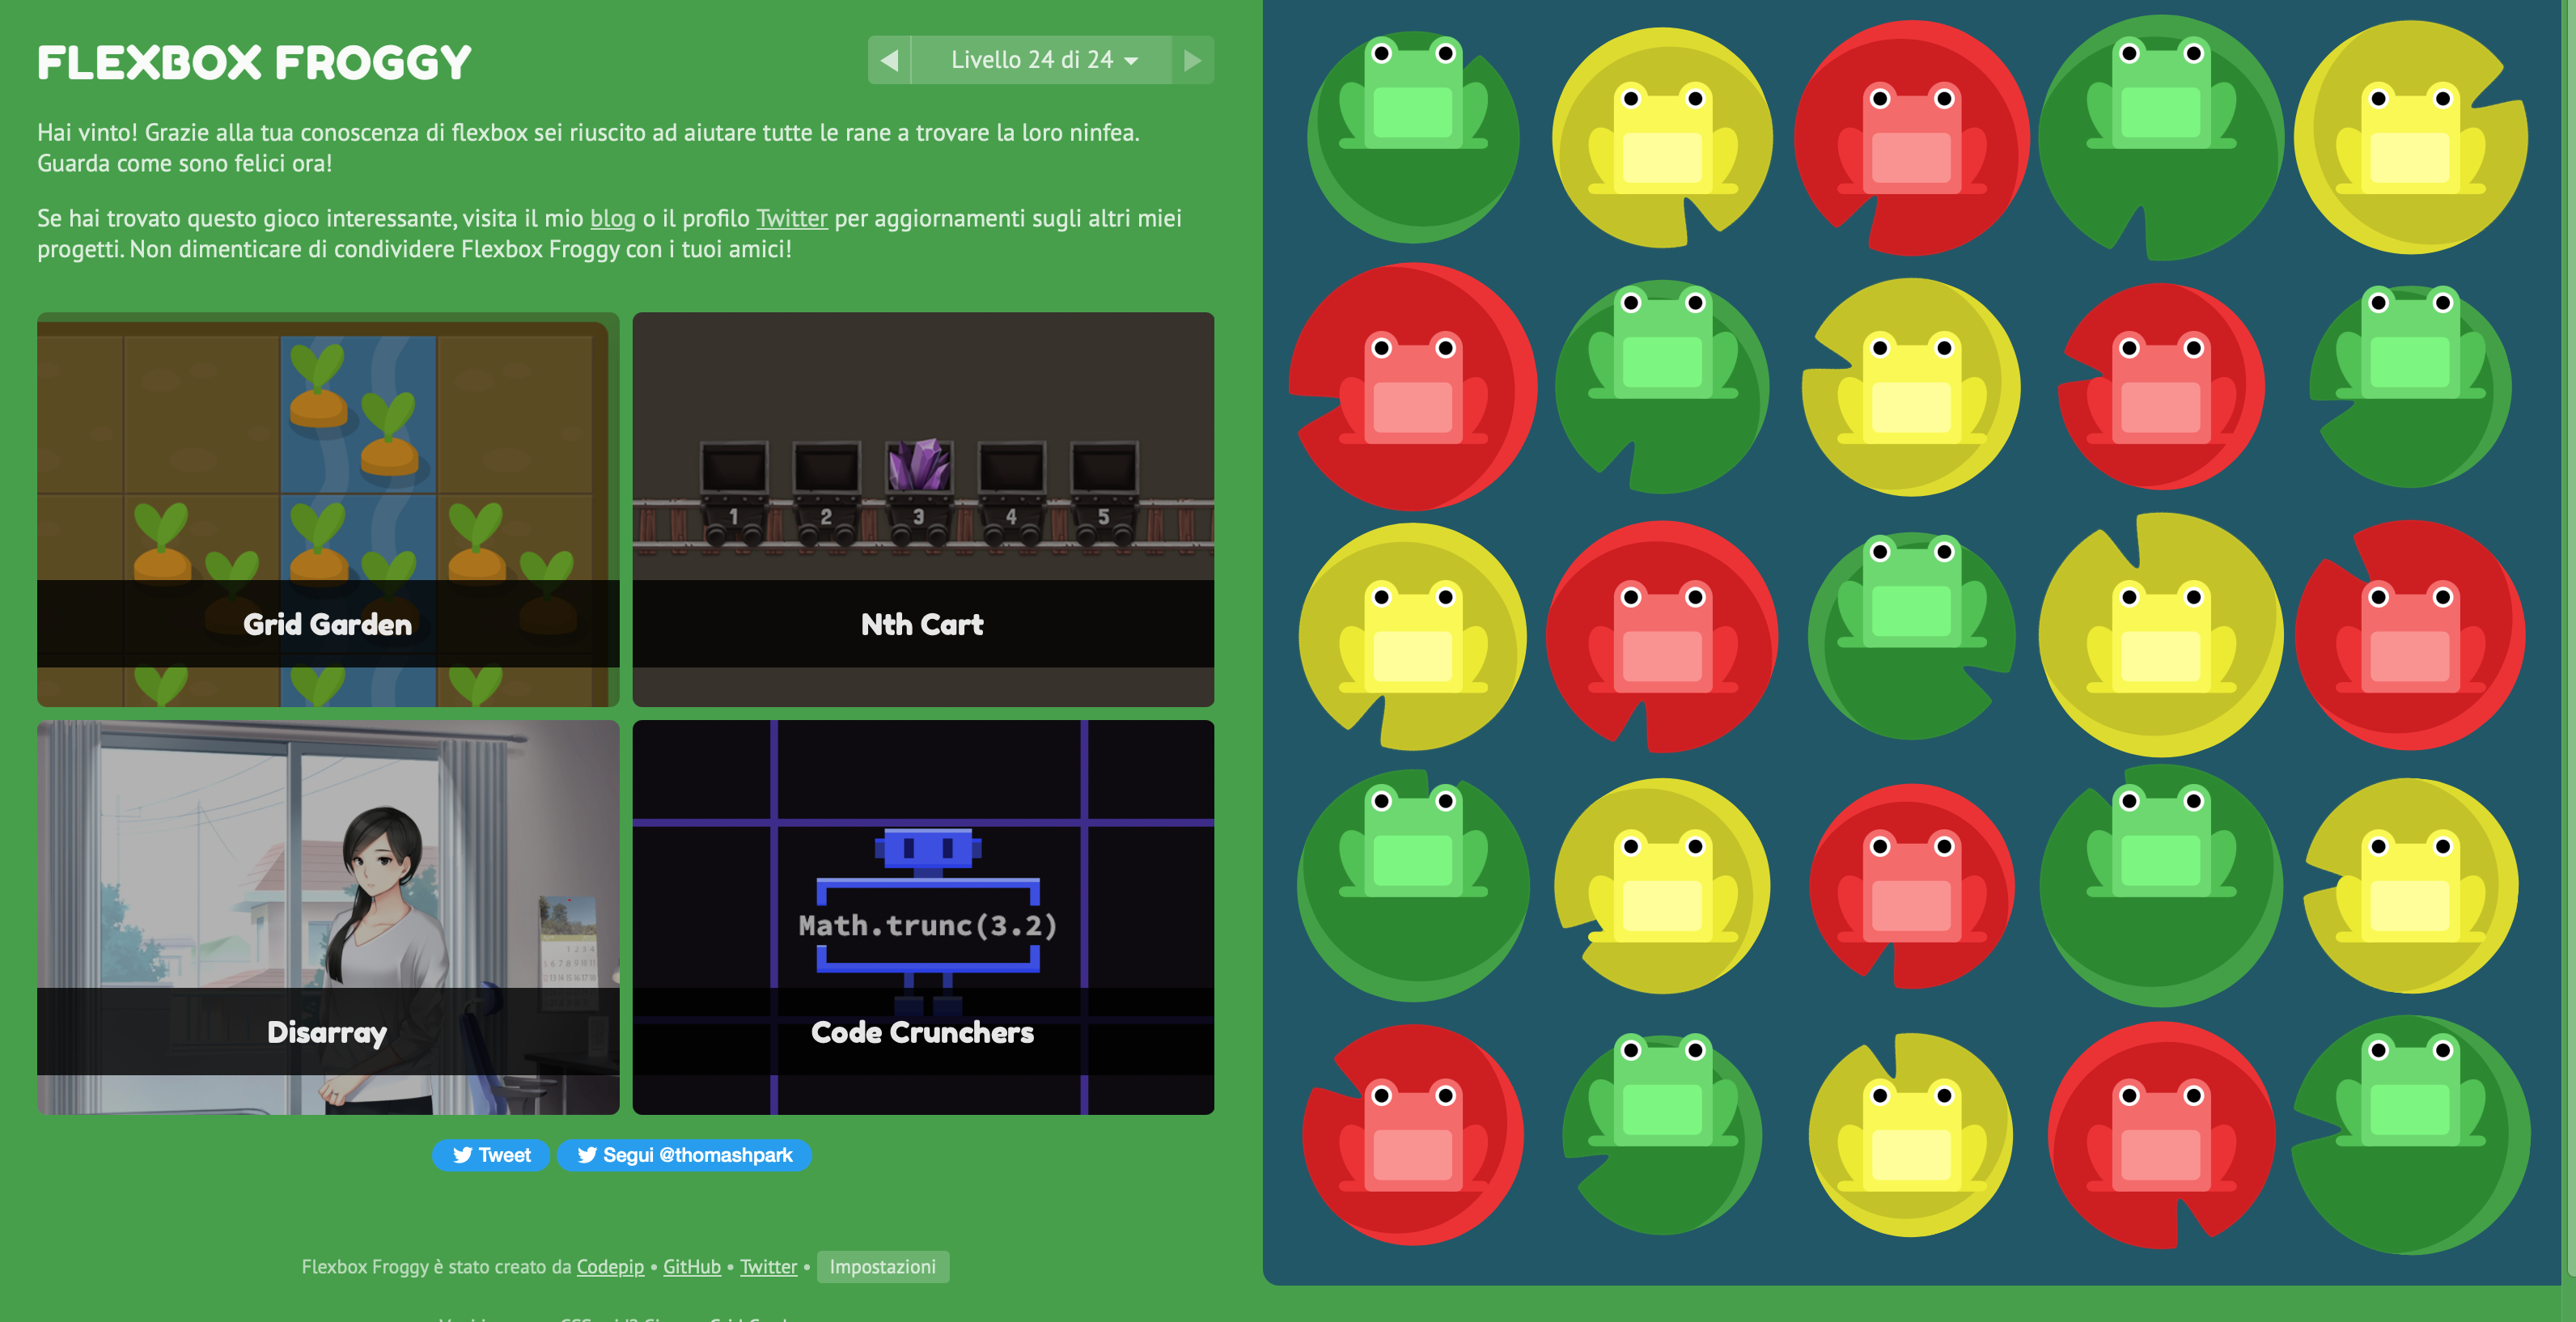 FLEXBOX FROGGY
Livello 24 di 24
Hai vinto! Grazie alla tua conoscenza di flexbox sei riuscito ad aiutare tutte le rane a trovare la loro ninfea.
Guarda come sono felici ora!
Se hai trovato questo gioco interessante, visita il mio blog o il profilo Twitter per aggiornamenti sugli altri miei
progetti. Non dimenticare di condividere Flexbox Froggy con i tuoi amici!
Grid Garden
1 2 3 4 5
Nth Cart
Disarray
Math.trunc(3.2)
Code Crunchers
Tweet
Segui @thomashpark
Flexbox Froggy è stato creato da Codepip • GitHub • Twitter • Impostazioni